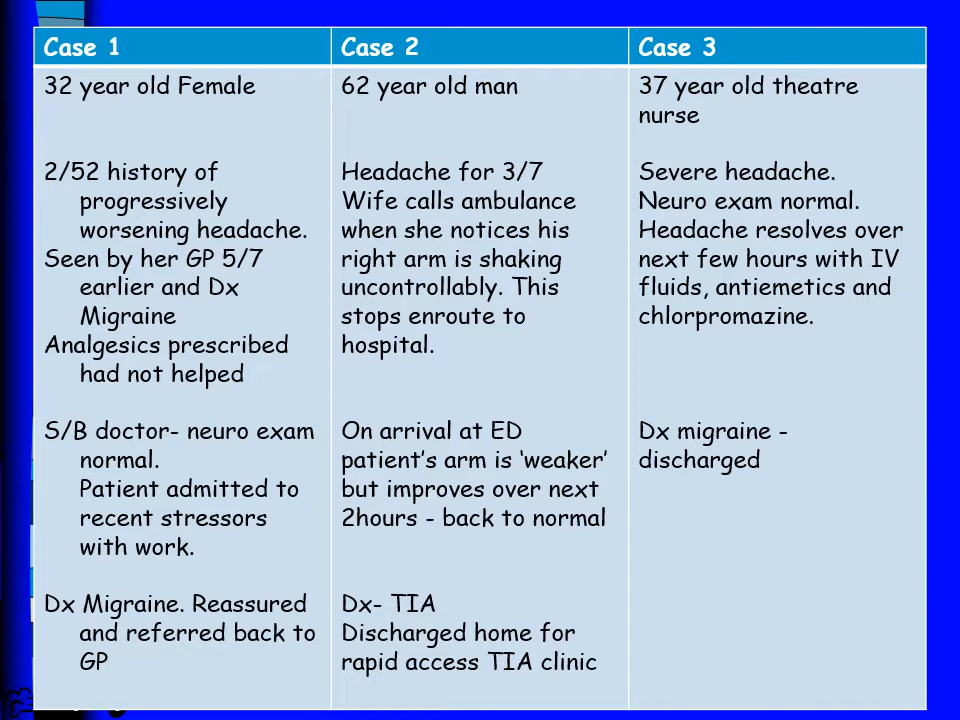 Case 1
32 year old Female
2/52 history of
progressively
worsening headache.
Seen by her GP 5/7
earlier and Dx
Migraine
Analgesics prescribed
had not helped
S/B doctor- neuro exam
normal.
Patient admitted to
recent stressors
with work.
Dx Migraine. Reassured
and referred back to
GP
Case 2
62 year old man
Headache for 3/7
Wife calls ambulance
when she notices his
right arm is shaking
uncontrollably. This
stops enroute to
hospital.
On arrival at ED
patient's arm is ‘weaker’
but improves over next
2hours - back to normal
Dx- TIA
Discharged home for
rapid access TIA clinic
Case 3
37 year old theatre
nurse
Severe headache.
Neuro exam normal.
Headache resolves over
next few hours with IV
fluids, antiemetics and
chlorpromazine.
Dx migraine -
discharged